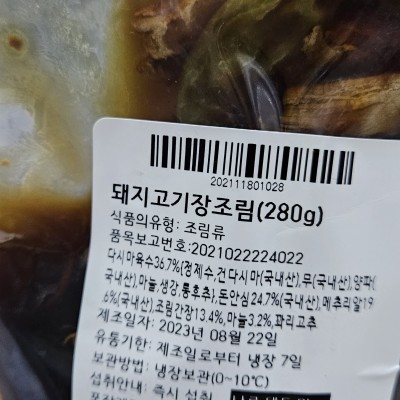 202111801028
돼지고기장조림(280g)
식품의유형: 조림류
품목보고번호:2021022224022
다시마육수36.7%{정제수,건다시마(국내산),무(국내산),양파(
국내산),마늘,생강,통후추},돈안심24.7%(국내산),메추리알19
.6%(국내산),조림간장13.4%,마늘3.2%,꽈리고추
제조일자: 2023년 08월 22일
유통기한: 제조일로부터 냉장 7일
보관방법: 냉장보관(0~10℃)
섭취안내: 즉시 섭취